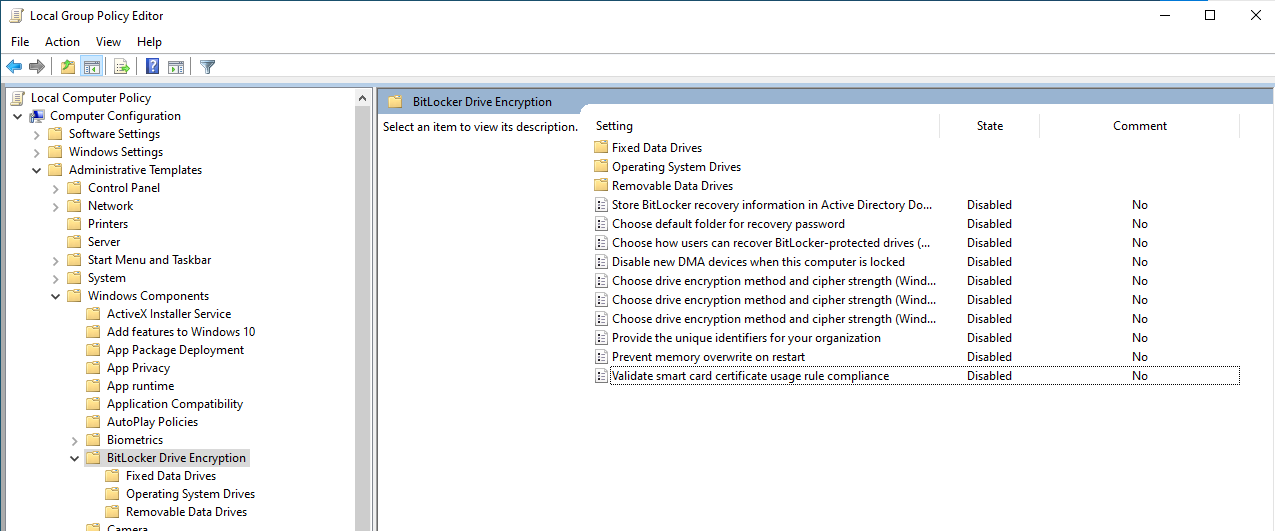 Local Group Policy Editor
File Action View Help
Local Computer Policy
Computer Configuration
Software Settings
Windows Settings
Administrative Templates
Control Panel
Network
Printers
Server
Start Menu and Taskbar
System
Windows Components
ActiveX Installer Service
Add features to Windows 10
App Package Deployment
App Privacy
App runtime
Application Compatibility
AutoPlay Policies
Biometrics
BitLocker Drive Encryption
Fixed Data Drives
Operating System Drives
Removable Data Drives
Camera
BitLocker Drive Encryption
Select an item to view its description.
Setting State Comment
Fixed Data Drives
Operating System Drives
Removable Data Drives
Store BitLocker recovery information in Active Directory Do... Disabled No
Choose default folder for recovery password Disabled No
Choose how users can recover BitLocker-protected drives (... Disabled No
Disable new DMA devices when this computer is locked Disabled No
Choose drive encryption method and cipher strength (Wind... Disabled No
Choose drive encryption method and cipher strength (Wind... Disabled No
Choose drive encryption method and cipher strength (Wind... Disabled No
Provide the unique identifiers for your organization Disabled No
Prevent memory overwrite on restart Disabled No
Validate smart card certificate usage rule compliance Disabled No